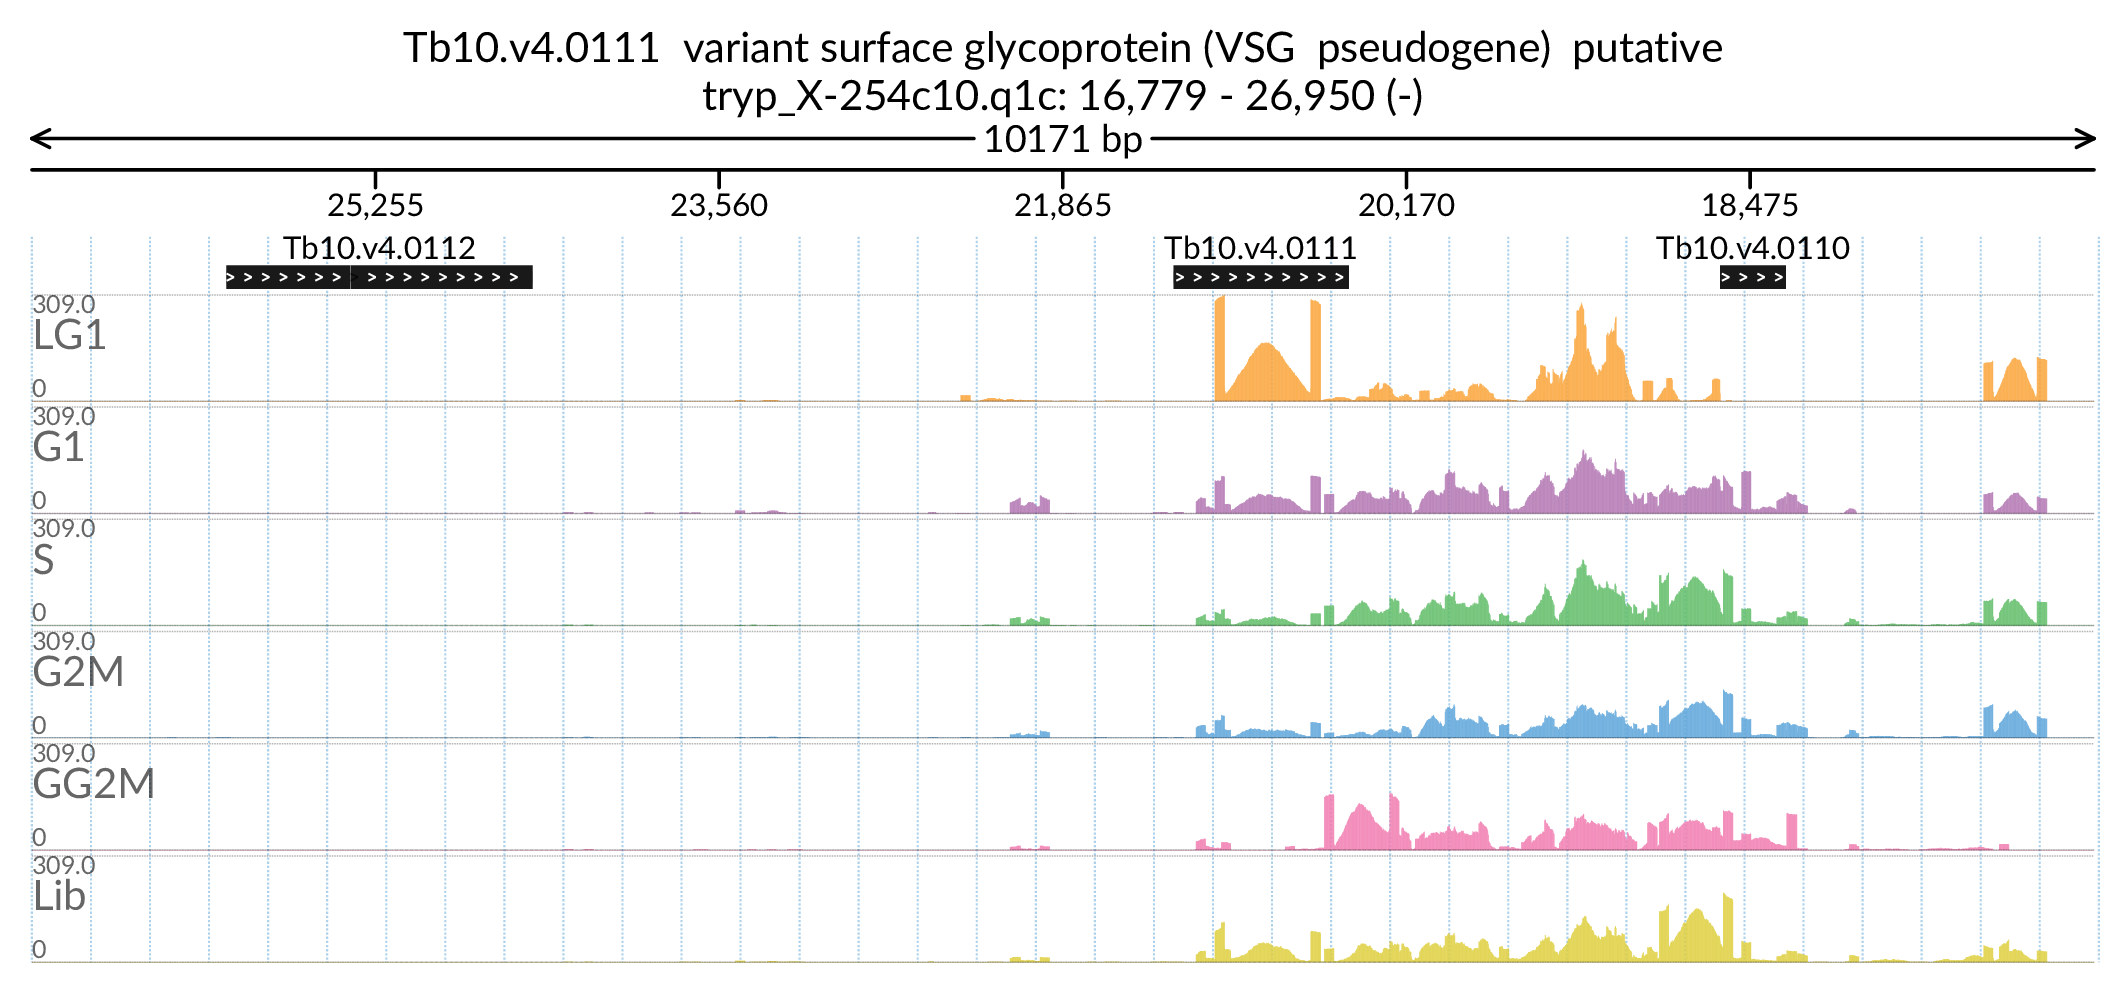 Tb10.v4.0111  variant surface glycoprotein (VSG  pseudogene)  putative
tryp_X-254c10.q1c: 16,779 - 26,950 (-)
10171 bp
25,255 23,560 21,865 20,170 18,475
Tb10.v4.0112 Tb10.v4.0111 Tb10.v4.0110
309.0
LG1
0
309.0
G1
0
309.0
S
0
309.0
G2M
0
309.0
GG2M
0
309.0
Lib
0